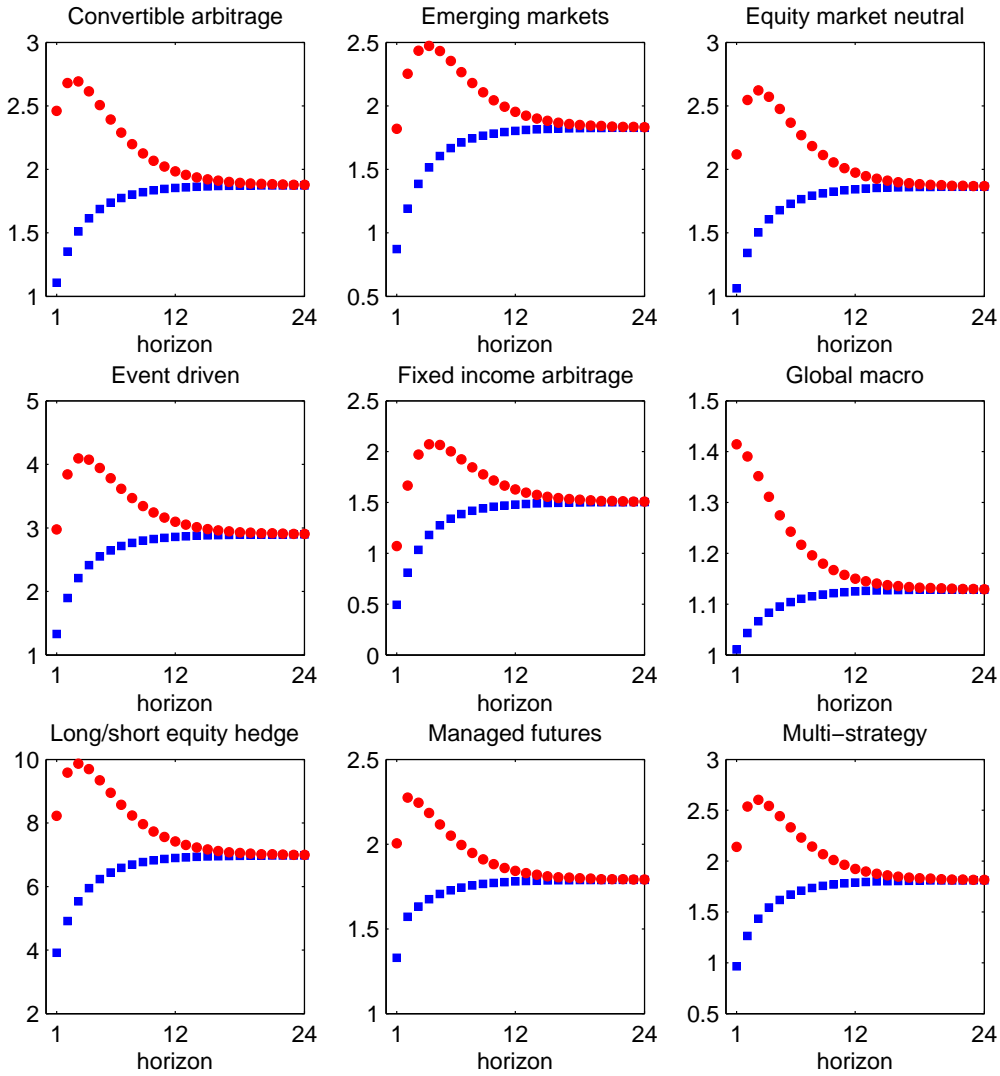 Convertible arbitrage
3
2.5
2
1.5
1
1 12 24
horizon
Emerging markets
2.5
2
1.5
1
0.5
1 12 24
horizon
Equity market neutral
3
2.5
2
1.5
1
1 12 24
horizon
Event driven
5
4
3
2
1
1 12 24
horizon
Fixed income arbitrage
2.5
2
1.5
1
0.5
0
1 12 24
horizon
Global macro
1.5
1.4
1.3
1.2
1.1
1
1 12 24
horizon
Long/short equity hedge
10
8
6
4
2
1 12 24
horizon
Managed futures
2.5
2
1.5
1
1 12 24
horizon
Multi−strategy
3
2.5
2
1.5
1
0.5
1 12 24
horizon